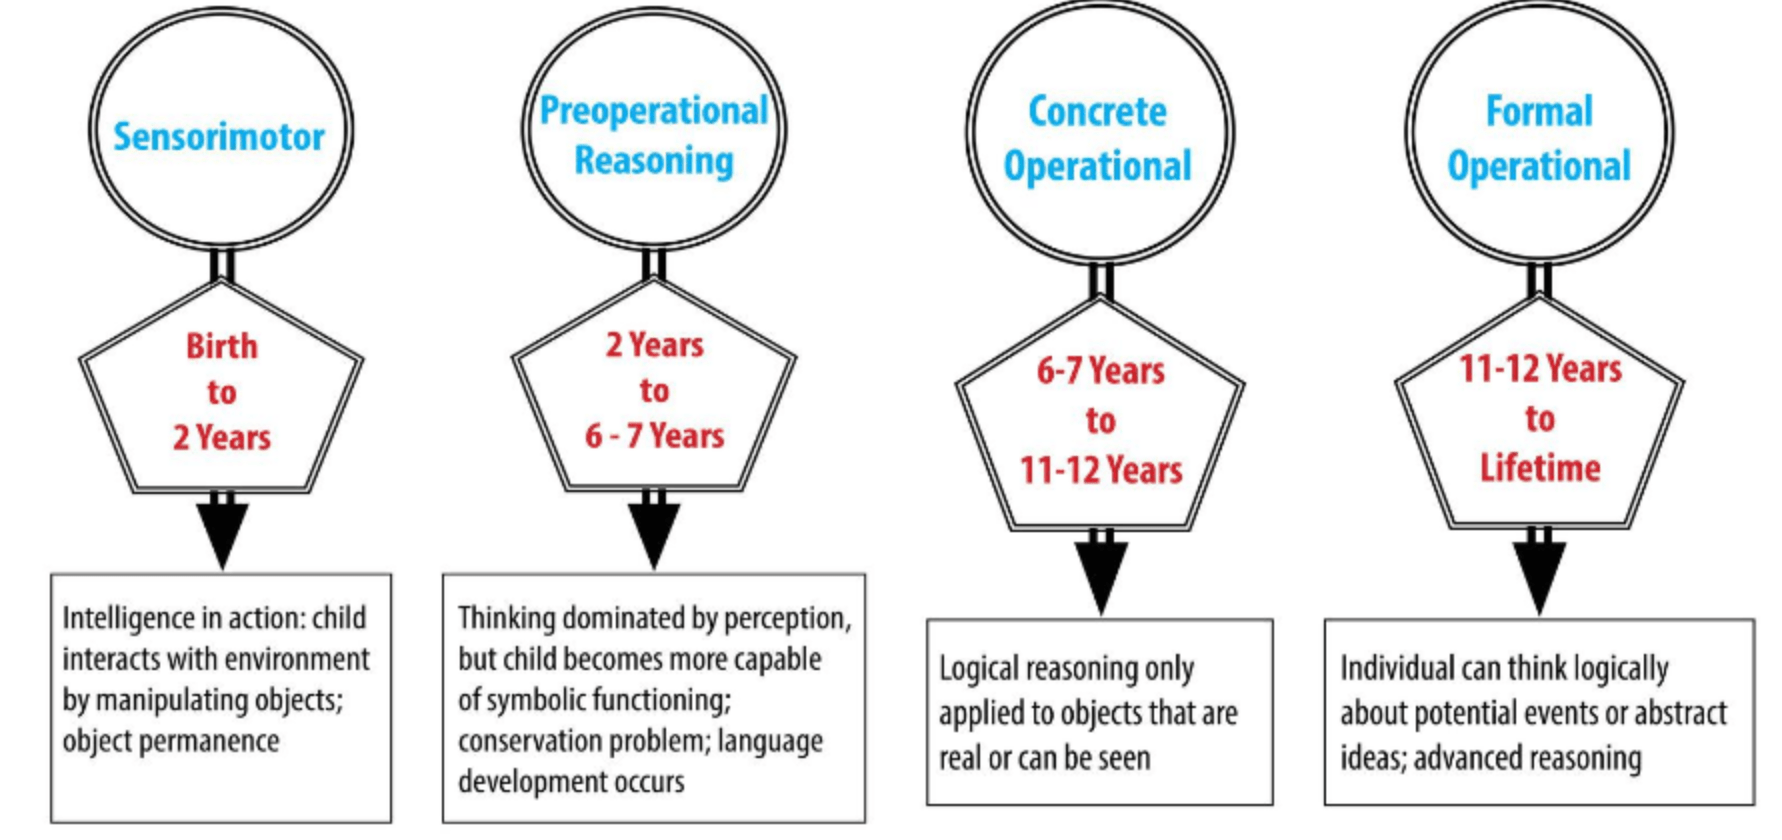 Sensorimotor
Birth
to
2 Years
Intelligence in action: child
interacts with environment
by manipulating objects;
object permanence
Preoperational
Reasoning
2 Years
to
6 - 7 Years
Thinking dominated by perception,
but child becomes more capable
of symbolic functioning;
conservation problem; language
development occurs
Concrete
Operational
6-7 Years
to
11-12 Years
Logical reasoning only
applied to objects that are
real or can be seen
Formal
Operational
11-12 Years
to
Lifetime
Individual can think logically
about potential events or abstract
ideas; advanced reasoning